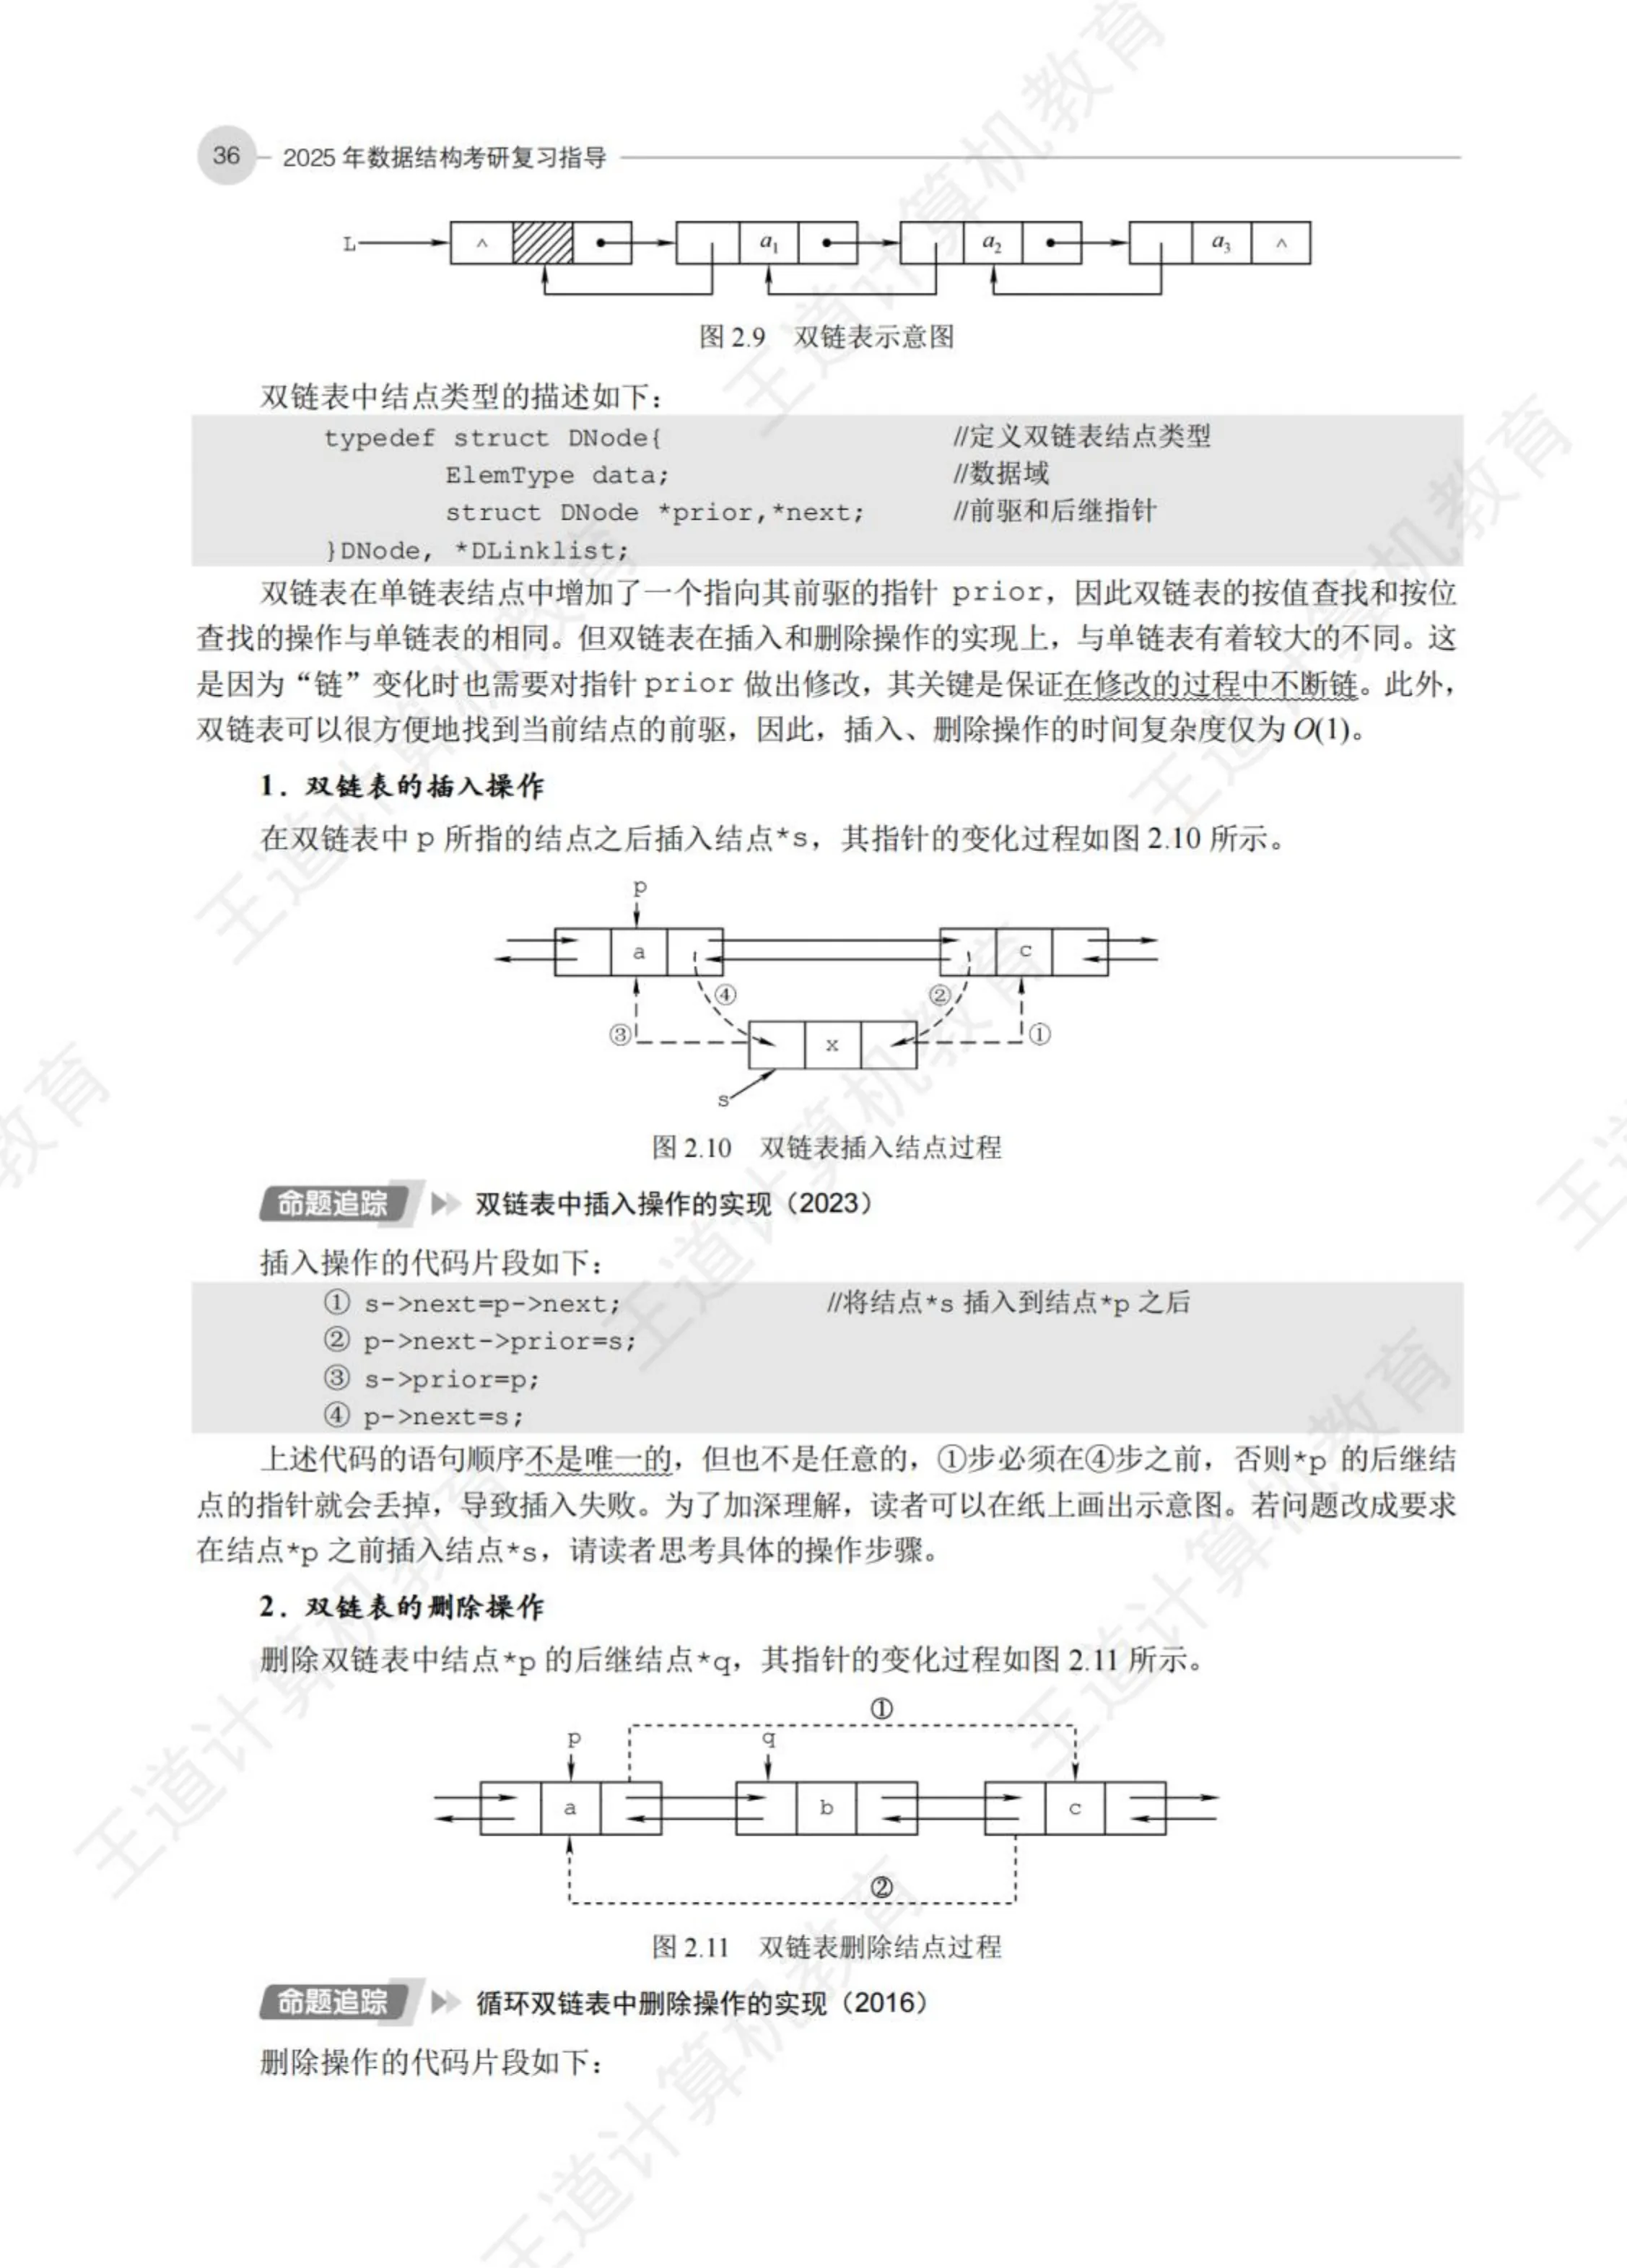 36 2025 年数据结构考研复习指导
L ∧ a₁ a₂ a₃ ∧
图 2.9 双链表示意图
双链表中结点类型的描述如下：
typedef struct DNode{ //定义双链表结点类型
ElemType data; //数据域
struct DNode *prior,*next; //前驱和后继指针
}DNode, *DLinklist;
双链表在单链表结点中增加了一个指向其前驱的指针 prior，因此双链表的按值查找和按位
查找的操作与单链表的相同。但双链表在插入和删除操作的实现上，与单链表有着较大的不同。这
是因为“链”变化时也需要对指针 prior 做出修改，其关键是保证在修改的过程中不断链。此外，
双链表可以很方便地找到当前结点的前驱，因此，插入、删除操作的时间复杂度仅为 O(1)。
1．双链表的插入操作
在双链表中 p 所指的结点之后插入结点*s，其指针的变化过程如图 2.10 所示。
p
a c
④ ②
③ x ①
s
图 2.10 双链表插入结点过程
命题追踪 双链表中插入操作的实现（2023）
插入操作的代码片段如下：
① s->next=p->next; //将结点*s 插入到结点*p 之后
② p->next->prior=s;
③ s->prior=p;
④ p->next=s;
上述代码的语句顺序不是唯一的，但也不是任意的，①步必须在④步之前，否则*p 的后继结
点的指针就会丢掉，导致插入失败。为了加深理解，读者可以在纸上画出示意图。若问题改成要求
在结点*p 之前插入结点*s，请读者思考具体的操作步骤。
2．双链表的删除操作
删除双链表中结点*p 的后继结点*q，其指针的变化过程如图 2.11 所示。
①
p q
a b c
②
图 2.11 双链表删除结点过程
命题追踪 循环双链表中删除操作的实现（2016）
删除操作的代码片段如下：
王道计算机教育